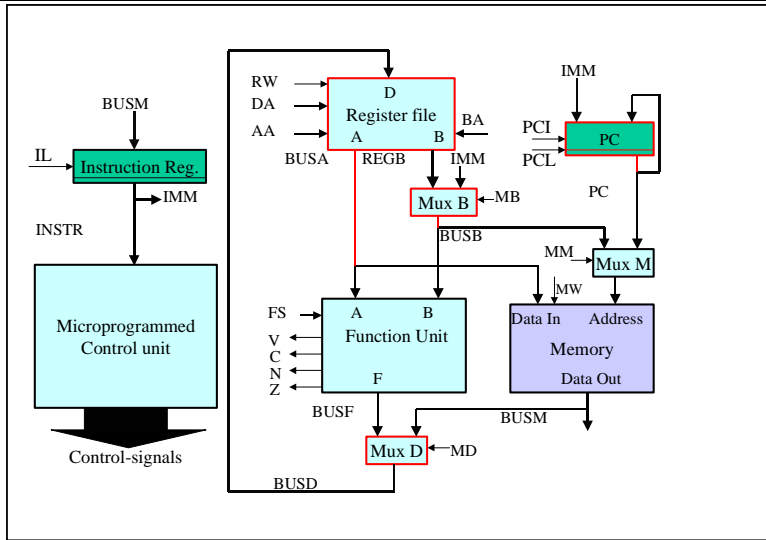 BUSM
IL
Instruction Reg.
IMM
INSTR
Microprogrammed
Control unit
Control-signals
RW
DA
AA
D
Register file
A
B
BA
BUSA
REGB
IMM
Mux B
MB
BUSB
IMM
PCI
PCL
PC
PC
MM
Mux M
MW
FS
V
C
N
Z
A
B
Function Unit
F
Data In
Address
Memory
Data Out
BUSF
BUSM
Mux D
MD
BUSD